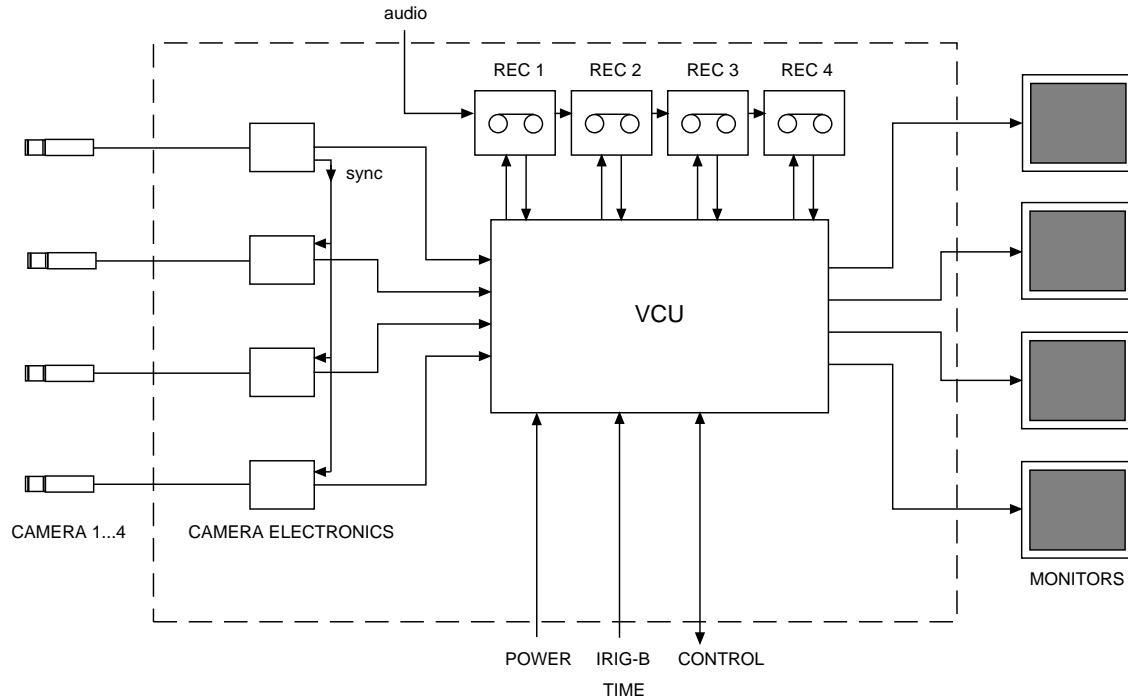 audio
REC 1
REC 2
REC 3
REC 4
sync
VCU
CAMERA 1...4
CAMERA ELECTRONICS
MONITORS
POWER
IRIG-B
TIME
CONTROL